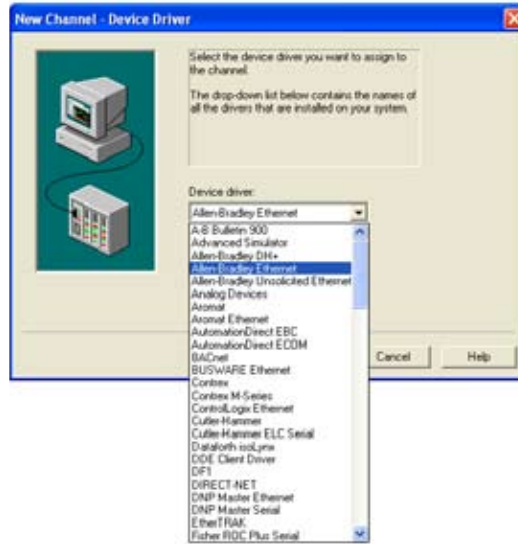 New Channel - Device Driver
Select the device driver you want to assign to
the channel.
The drop-down list below contains the names of
all the drivers that are installed on your system.
Device driver:
Allen-Bradley Ethernet
A-B Bulletin 900
Advanced Simulator
Allen-Bradley DH+
Allen-Bradley Ethernet
Allen-Bradley Unsolicited Ethernet
Analog Devices
Aromat
Aromat Ethernet
AutomationDirect EBC
AutomationDirect ECOM
BACnet
BUSWARE Ethernet
Contrex
Contrex M-Series
ControlLogix Ethernet
Cutler-Hammer
Cutler-Hammer ELC Serial
Dataforth isoLynx
DDE Client Driver
DF1
DIRECT-NET
DNP Master Ethernet
DNP Master Serial
EtherTRAK
Fisher ROC Plus Serial
Cancel
Help